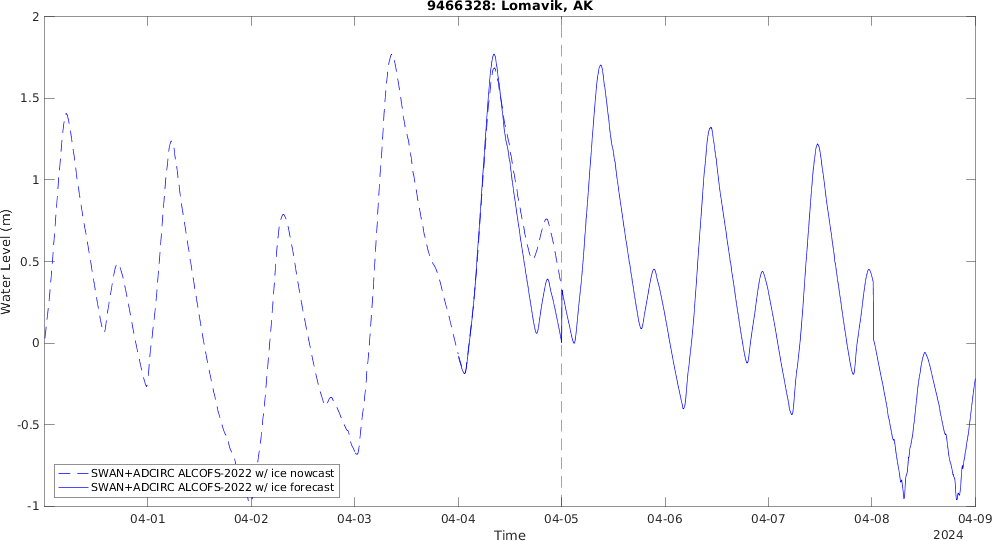 9466328: Lomavik, AK
2
1.5
1
0.5
0
-0.5
-1
Water Level (m)
SWAN+ADCIRC ALCOFS-2022 w/ ice nowcast
SWAN+ADCIRC ALCOFS-2022 w/ ice forecast
04-01 04-02 04-03 04-04 04-05 04-06 04-07 04-08 04-09
Time
2024